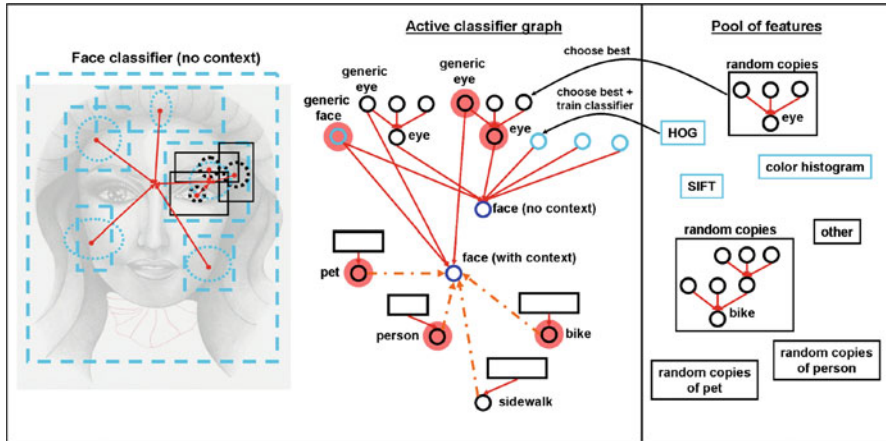 Face classifier (no context)
Active classifier graph
generic
eye
generic
eye
generic
face
eye
eye
choose best
choose best +
train classifier
face (no context)
face (with context)
pet
person
bike
sidewalk
Pool of features
random copies
eye
HOG
color histogram
SIFT
other
random copies
bike
random copies
of pet
random copies
of person